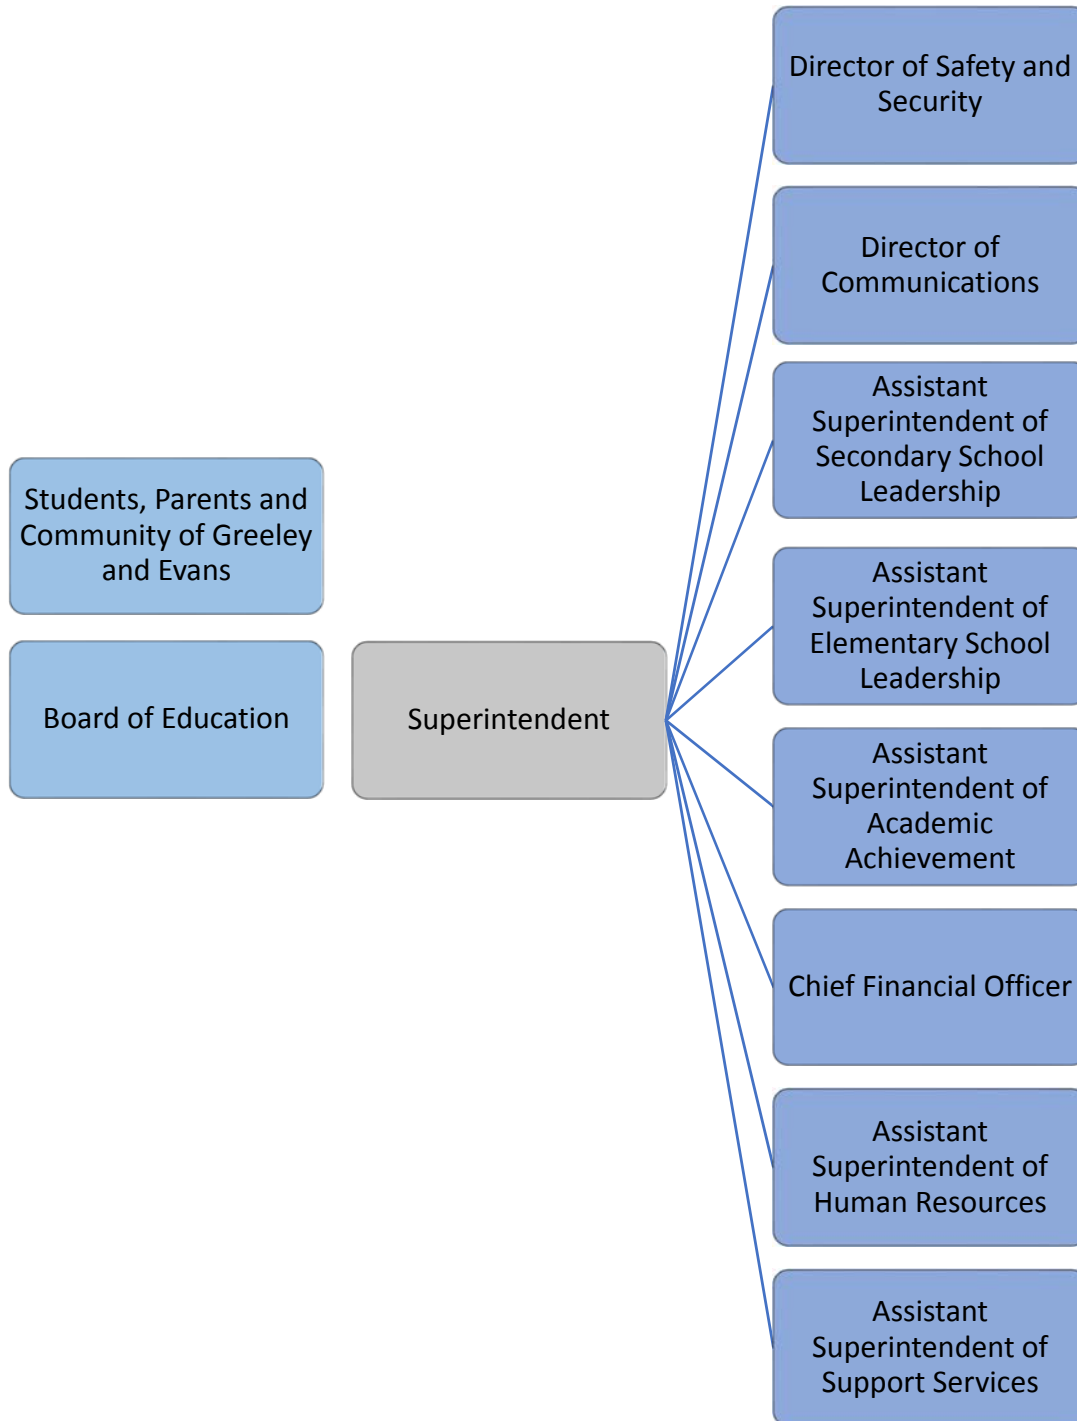 Students, Parents and
Community of Greeley
and Evans
Board of Education
Superintendent
Director of Safety and
Security
Director of
Communications
Assistant
Superintendent of
Secondary School
Leadership
Assistant
Superintendent of
Elementary School
Leadership
Assistant
Superintendent of
Academic
Achievement
Chief Financial Officer
Assistant
Superintendent of
Human Resources
Assistant
Superintendent of
Support Services